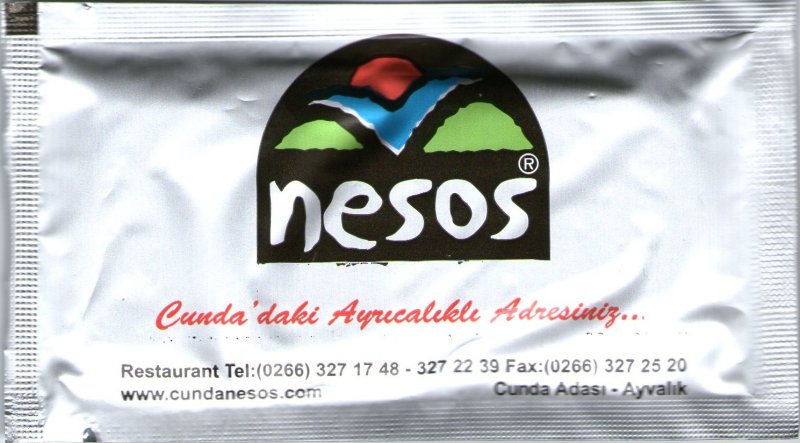 nesos®
Cunda'daki Ayrıcalıklı Adresiniz...
Restaurant Tel:(0266) 327 17 48 - 327 22 39 Fax:(0266) 327 25 20
www.cundanesos.com Cunda Adası - Ayvalık